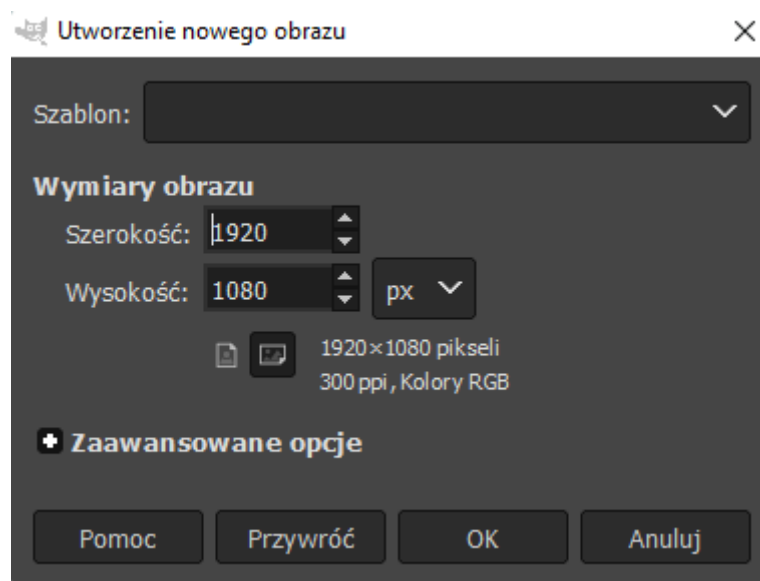 Utworzenie nowego obrazu
Szablon:
Wymiary obrazu
Szerokość: 1920
Wysokość: 1080 px
1920×1080 pikseli
300 ppi, Kolory RGB
Zaawansowane opcje
Pomoc Przywróć OK Anuluj